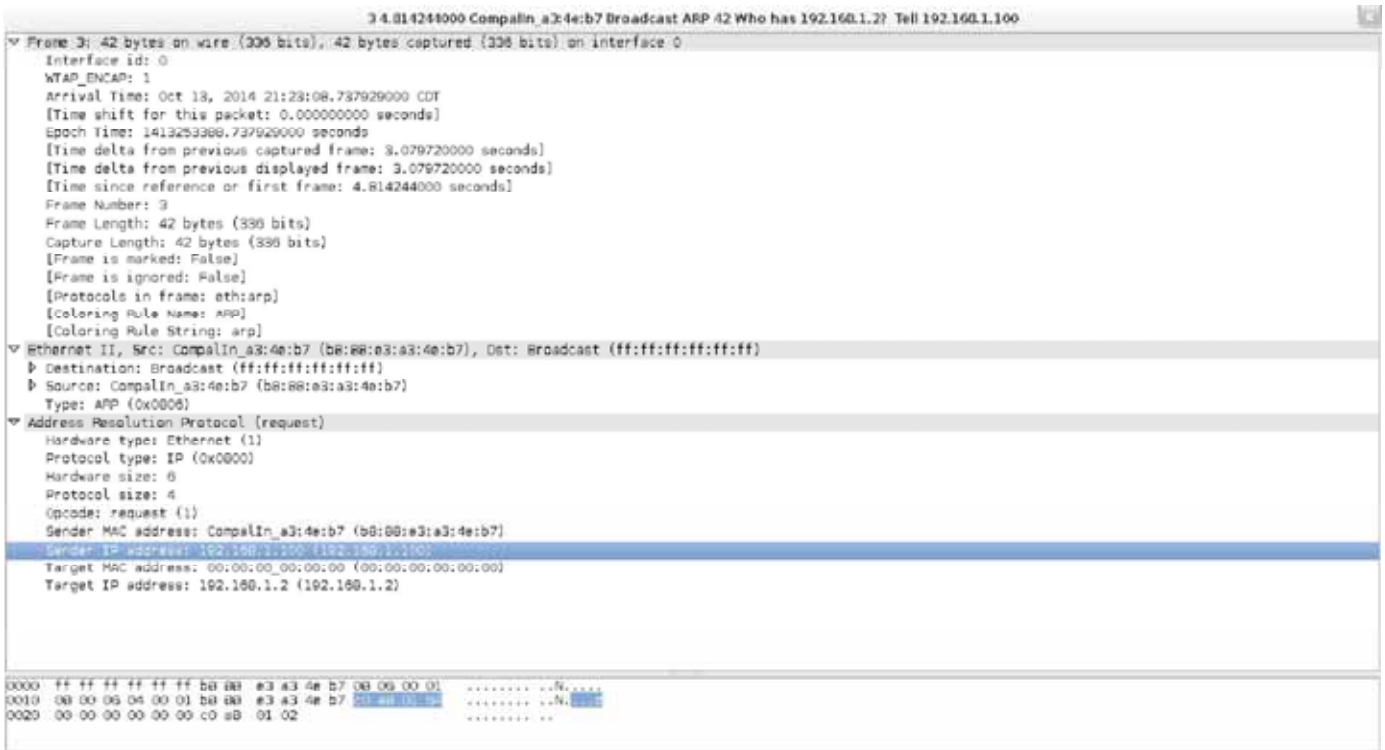 3 4.814244000 CompalIn_a3:4e:b7 Broadcast ARP 42 Who has 192.168.1.2? Tell 192.168.1.100
Frame 3: 42 bytes on wire (336 bits), 42 bytes captured (336 bits) on interface 0
Interface id: 0
WTAP_ENCAP: 1
Arrival Time: Oct 13, 2014 21:23:08.737929000 CDT
[Time shift for this packet: 0.000000000 seconds]
Epoch Time: 1413253388.737929000 seconds
[Time delta from previous captured frame: 3.079720000 seconds]
[Time delta from previous displayed frame: 3.079720000 seconds]
[Time since reference or first frame: 4.814244000 seconds]
Frame Number: 3
Frame Length: 42 bytes (336 bits)
Capture Length: 42 bytes (336 bits)
[Frame is marked: False]
[Frame is ignored: False]
[Protocols in frame: eth:arp]
[Coloring Rule Name: ARP]
[Coloring Rule String: arp]
Ethernet II, Src: CompalIn_a3:4e:b7 (b8:88:e3:a3:4e:b7), Dst: Broadcast (ff:ff:ff:ff:ff:ff)
Destination: Broadcast (ff:ff:ff:ff:ff:ff)
Source: CompalIn_a3:4e:b7 (b8:88:e3:a3:4e:b7)
Type: ARP (0x0806)
Address Resolution Protocol (request)
Hardware type: Ethernet (1)
Protocol type: IP (0x0800)
Hardware size: 6
Protocol size: 4
Opcode: request (1)
Sender MAC address: CompalIn_a3:4e:b7 (b8:88:e3:a3:4e:b7)
Sender IP address: 192.168.1.100 (192.168.1.100)
Target MAC address: 00:00:00_00:00:00 (00:00:00:00:00:00)
Target IP address: 192.168.1.2 (192.168.1.2)
0000 ff ff ff ff ff ff b8 88 e3 a3 4e b7 08 06 00 01 ........ ..N.....
0010 08 00 06 04 00 01 b8 88 e3 a3 4e b7 c0 a8 01 64 ........ ..N....d
0020 00 00 00 00 00 00 c0 a8 01 02 ........ ..